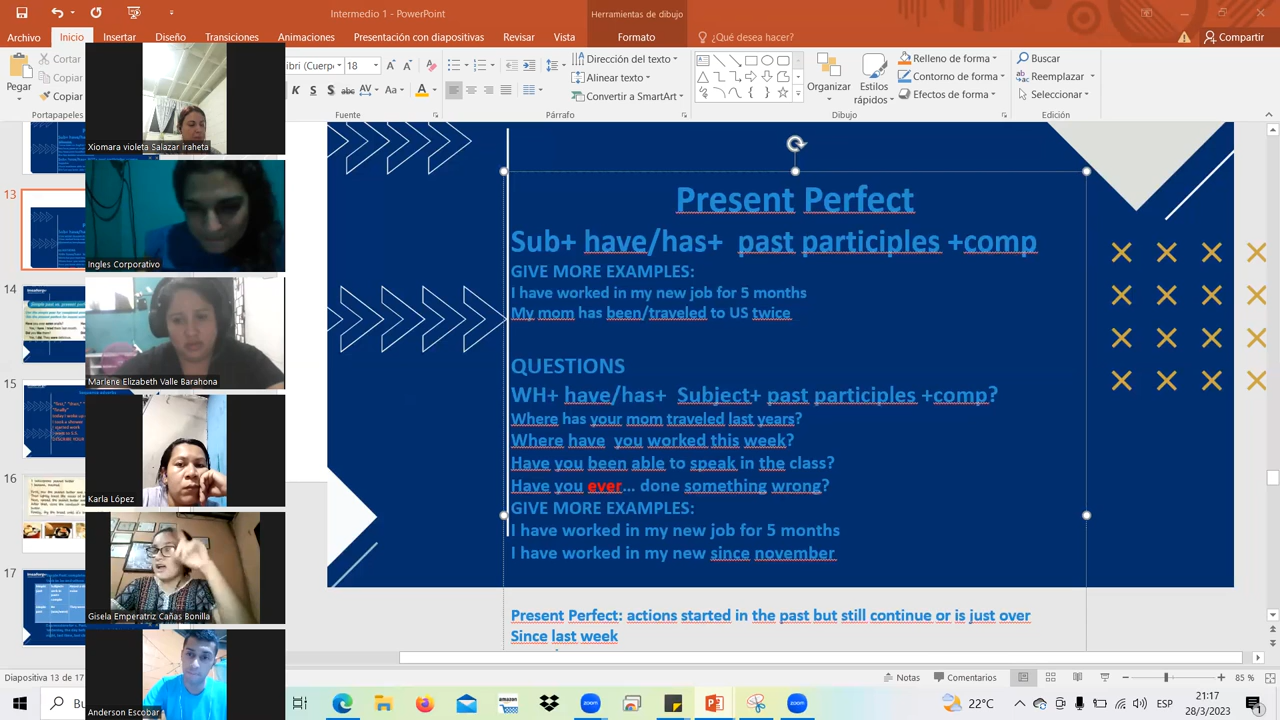 Intermedio 1 - PowerPoint
Herramientas de dibujo
Archivo Inicio Insertar Diseño Transiciones Animaciones Presentación con diapositivas Revisar Vista Formato ¿Qué desea hacer? Compartir
Cortar
Pegar
Copiar
Portapapeles
18
Fuente
Dirección del texto
Alinear texto
Convertir a SmartArt
Párrafo
Organizar
Estilos
rápidos
Relleno de forma
Contorno de forma
Efectos de forma
Dibujo
Buscar
Reemplazar
Seleccionar
Edición
Xiomara violeta Salazar iraheta
Ingles Corporativo
Marlene Elizabeth Valle Barahona
Karla López
Gisela Emperatriz Cañas Bonilla
Anderson Escobar
13
14
15
16
17
Present Perfect
Sub+ have/has+ past participles +comp
GIVE MORE EXAMPLES:
I have worked in my new job for 5 months
My mom has been/traveled to US twice
QUESTIONS
WH+ have/has+ Subject+ past participles +comp?
Where has your mom traveled last years?
Where have you worked this week?
Have you been able to speak in the class?
Have you ever... done something wrong?
GIVE MORE EXAMPLES:
I have worked in my new job for 5 months
I have worked in my new since november
Present Perfect: actions started in the past but still continue or is just over
Since last week
Diapositiva 13 de 17
Notas
Comentarios
85 %
22°C
ESP
21:17
28/3/2023